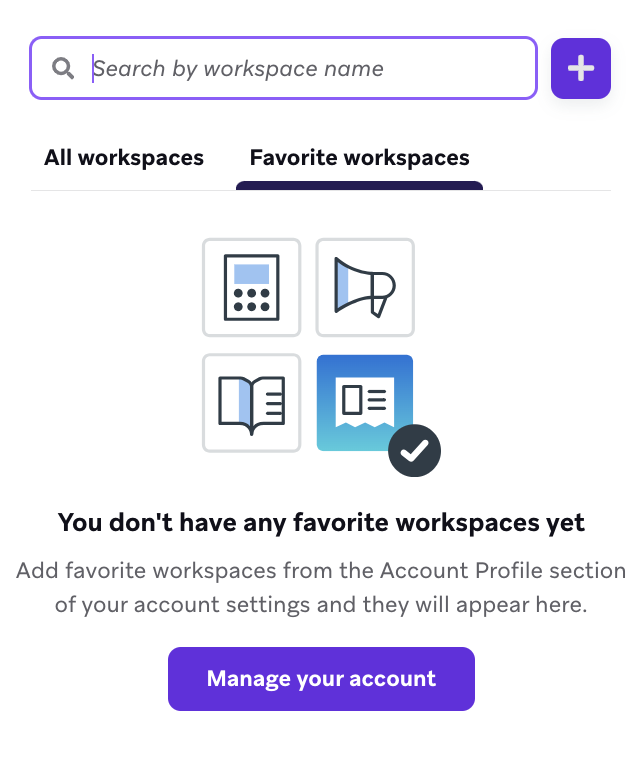 Search by workspace name
All workspaces
Favorite workspaces
You don't have any favorite workspaces yet
Add favorite workspaces from the Account Profile section
of your account settings and they will appear here.
Manage your account